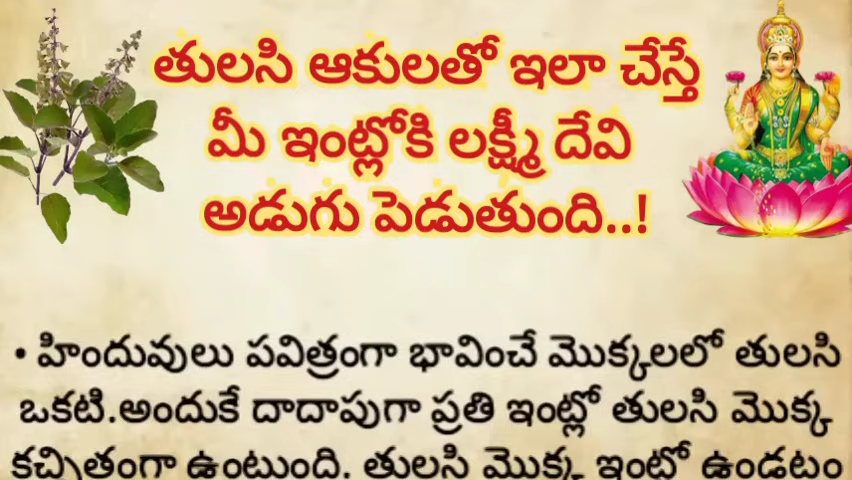 తులసి ఆకులతో ఇలా చేస్తే
మీ ఇంట్లోకి లక్ష్మీ దేవి
అడుగు పెడుతుంది..!
• హిందువులు పవిత్రంగా భావించే మొక్కలలో తులసి
ఒకటి.అందుకే దాదాపుగా ప్రతి ఇంట్లో తులసి మొక్క
కచ్చితంగా ఉంటుంది. తులసి మొక్క ఇంట్లో ఉండటం